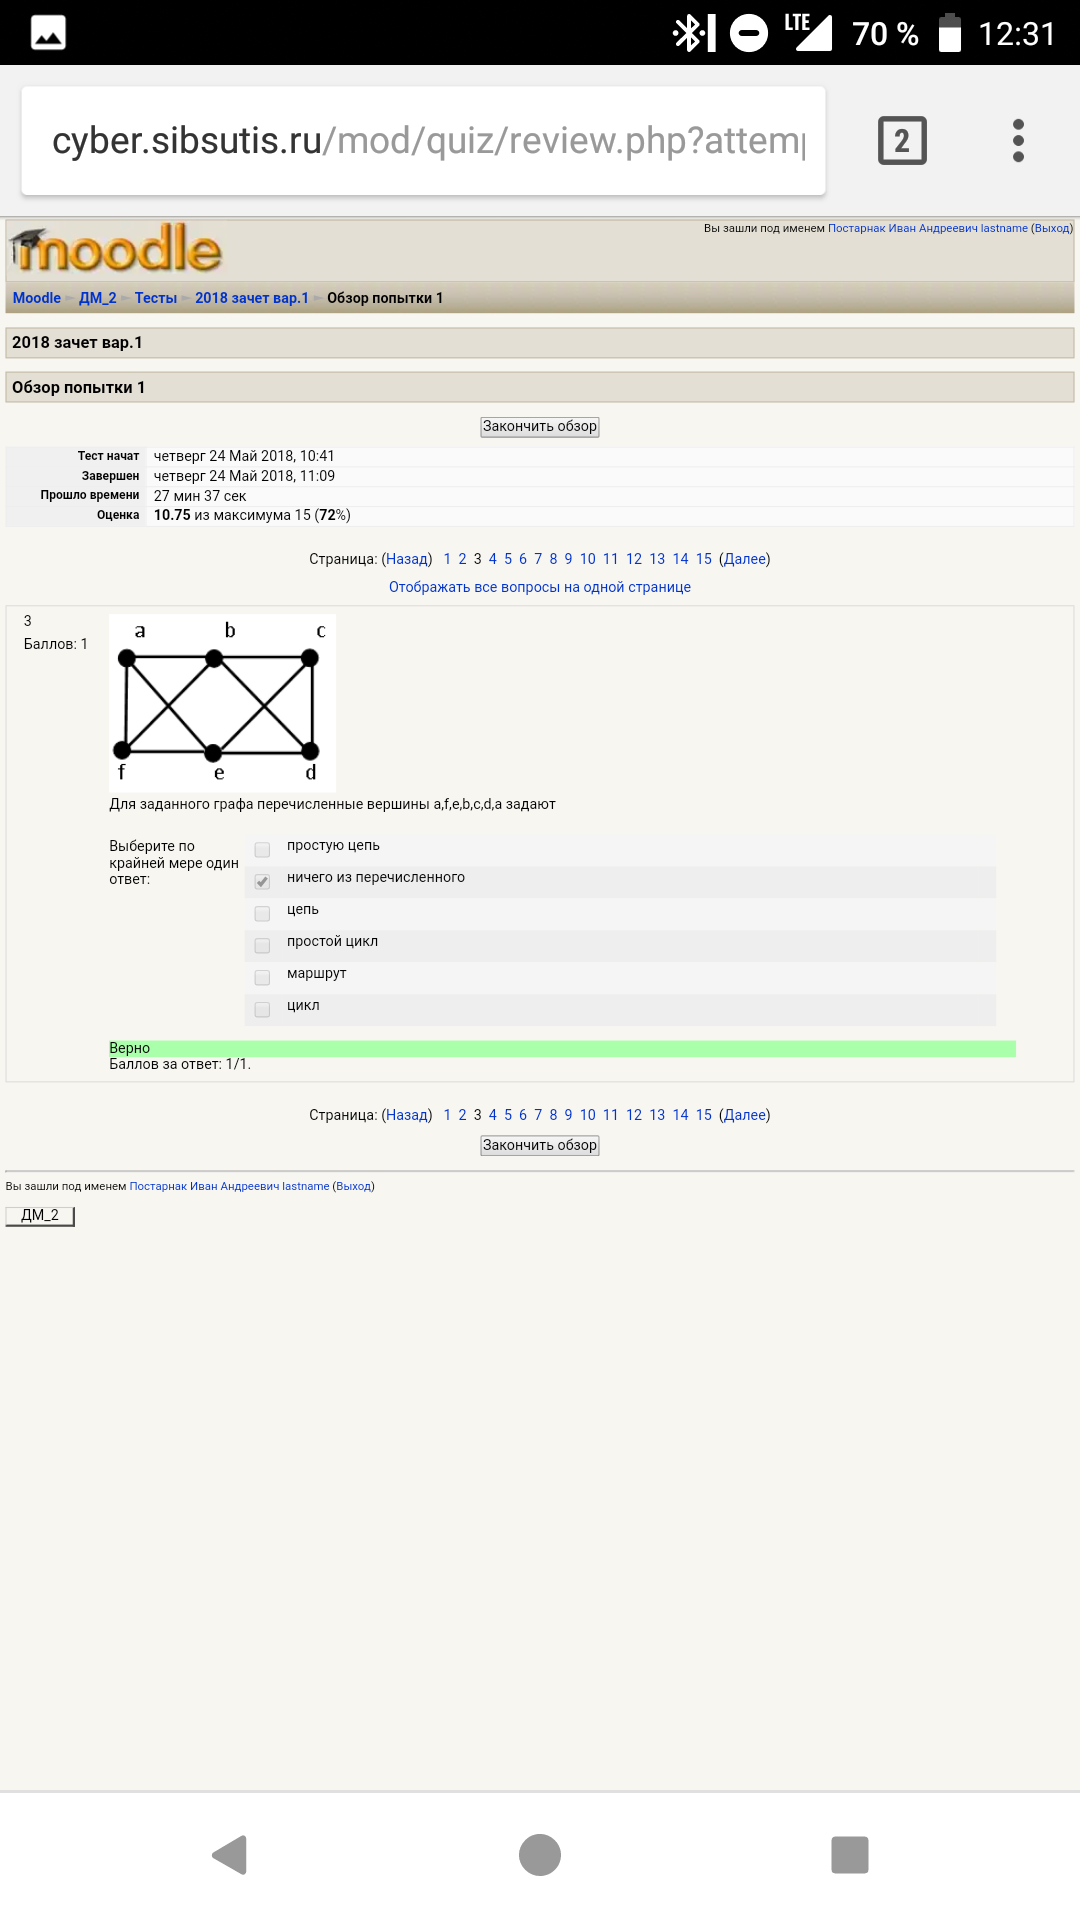 LTE 70 % 12:31
cyber.sibsutis.ru/mod/quiz/review.php?attem
2
moodle
Вы зашли под именем Постарнак Иван Андреевич lastname (Выход)
Moodle ► ДМ_2 ► Тесты ► 2018 зачет вар.1 ► Обзор попытки 1
2018 зачет вар.1
Обзор попытки 1
Закончить обзор
Тест начат четверг 24 Май 2018, 10:41
Завершен четверг 24 Май 2018, 11:09
Прошло времени 27 мин 37 сек
Оценка 10.75 из максимума 15 (72%)
Страница: (Назад) 1 2 3 4 5 6 7 8 9 10 11 12 13 14 15 (Далее)
Отображать все вопросы на одной странице
3
Баллов: 1
a b c
f e d
Для заданного графа перечисленные вершины a,f,e,b,c,d,a задают
Выберите по
крайней мере один
ответ:
простую цепь
ничего из перечисленного
цепь
простой цикл
маршрут
цикл
Верно
Баллов за ответ: 1/1.
Страница: (Назад) 1 2 3 4 5 6 7 8 9 10 11 12 13 14 15 (Далее)
Закончить обзор
Вы зашли под именем Постарнак Иван Андреевич lastname (Выход)
ДМ_2